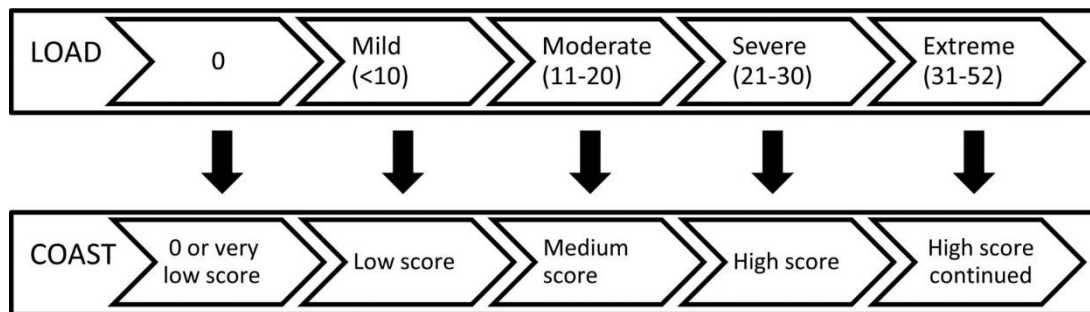 LOAD
0
Mild
(<10)
Moderate
(11-20)
Severe
(21-30)
Extreme
(31-52)
COAST
0 or very
low score
Low score
Medium
score
High score
High score
continued